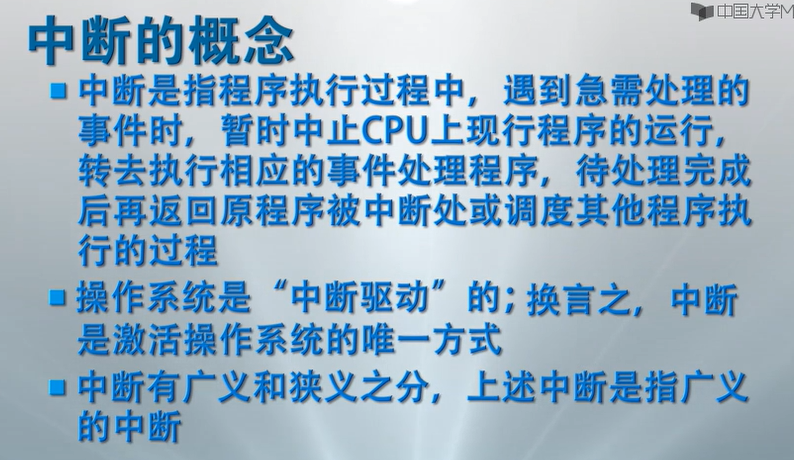 中国大学M
中断的概念
中断是指程序执行过程中，遇到急需处理的
事件时，暂时中止CPU上现行程序的运行，
转去执行相应的事件处理程序，待处理完成
后再返回原程序被中断处或调度其他程序执
行的过程
操作系统是“中断驱动”的；换言之，中断
是激活操作系统的唯一方式
中断有广义和狭义之分，上述中断是指广义
的中断